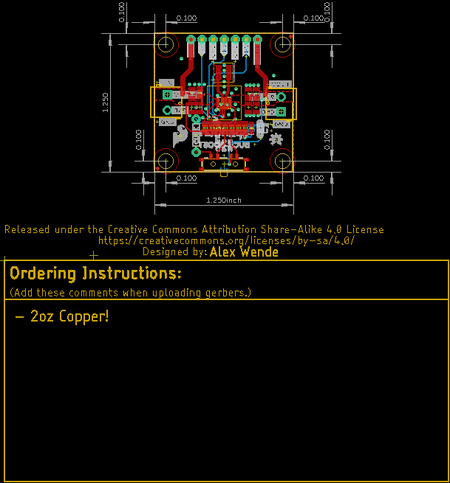 0.100
0.100
0.100
0.100
1.250
0.100
0.100
0.100
0.100
1.250inch
Released under the Creative Commons Attribution Share-Alike 4.0 License
https://creativecommons.org/licenses/by-sa/4.0/
Designed by: Alex Wende
Ordering Instructions:
(Add these comments when uploading gerbers.)
- 2oz Copper!